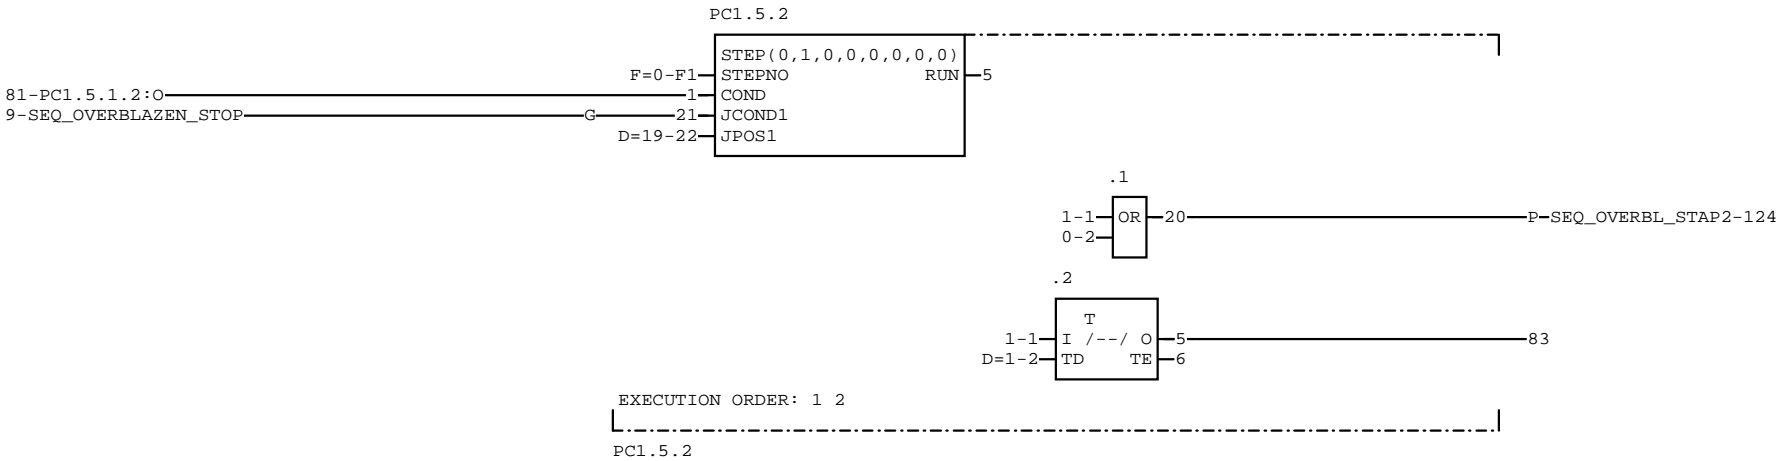 PC1.5.2
STEP(0,1,0,0,0,0,0,0)
F=0-F1 STEPNO RUN 5
81-PC1.5.1.2:O 1 COND
9-SEQ_OVERBLAZEN_STOP G 21 JCOND1
D=19-22 JPOS1
.1
1-1 OR 20 P-SEQ_OVERBL_STAP2-124
0-2
.2
T
1-1 I /--/ O 5 83
D=1-2 TD TE 6
EXECUTION ORDER: 1 2
PC1.5.2